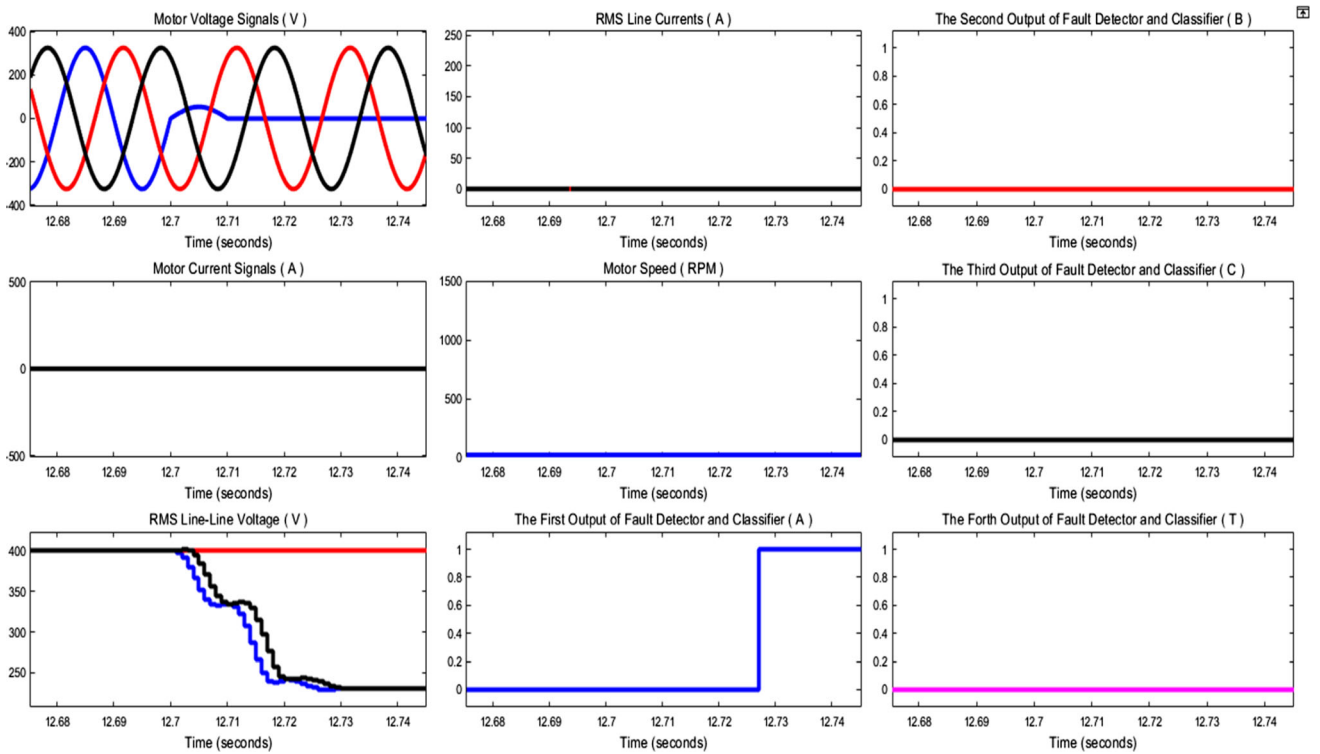 Motor Voltage Signals ( V )
400
200
0
-200
-400
12.68 12.69 12.7 12.71 12.72 12.73 12.74
Time (seconds)
RMS Line Currents ( A )
250
200
150
100
50
0
12.68 12.69 12.7 12.71 12.72 12.73 12.74
Time (seconds)
The Second Output of Fault Detector and Classifier ( B )
1
0.8
0.6
0.4
0.2
0
12.68 12.69 12.7 12.71 12.72 12.73 12.74
Time (seconds)
Motor Current Signals ( A )
500
0
-500
12.68 12.69 12.7 12.71 12.72 12.73 12.74
Time (seconds)
Motor Speed ( RPM )
1500
1000
500
0
12.68 12.69 12.7 12.71 12.72 12.73 12.74
Time (seconds)
The Third Output of Fault Detector and Classifier ( C )
1
0.8
0.6
0.4
0.2
0
12.68 12.69 12.7 12.71 12.72 12.73 12.74
Time (seconds)
RMS Line-Line Voltage ( V )
400
350
300
250
12.68 12.69 12.7 12.71 12.72 12.73 12.74
Time (seconds)
The First Output of Fault Detector and Classifier ( A )
1
0.8
0.6
0.4
0.2
0
12.68 12.69 12.7 12.71 12.72 12.73 12.74
Time (seconds)
The Forth Output of Fault Detector and Classifier ( T )
1
0.8
0.6
0.4
0.2
0
12.68 12.69 12.7 12.71 12.72 12.73 12.74
Time (seconds)